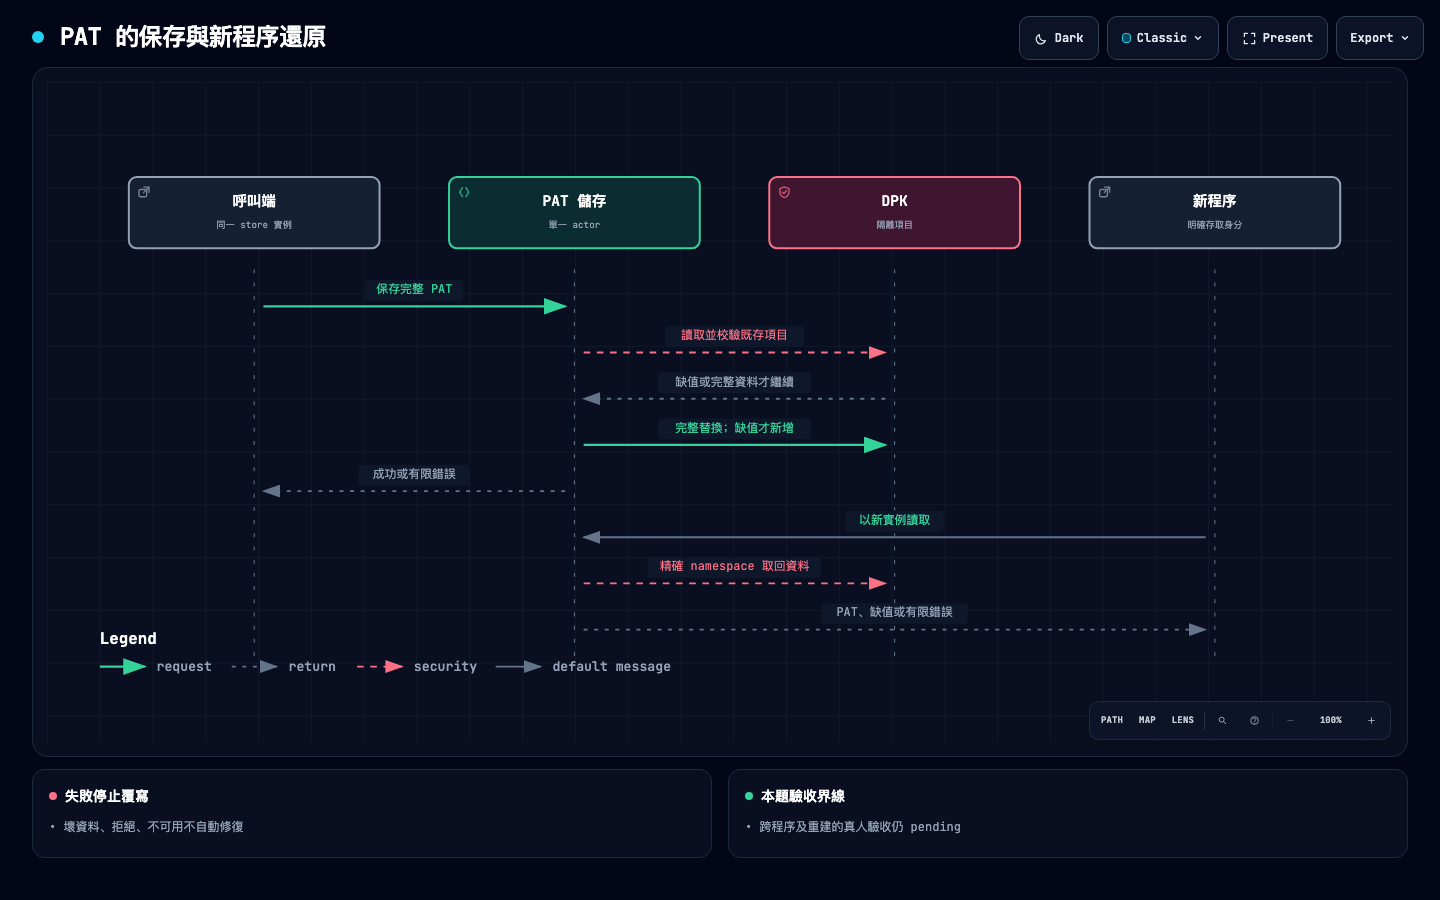 PAT 的保存與新程序還原
Dark
Classic
Present
Export
呼叫端
同一 store 實例
PAT 儲存
單一 actor
DPK
隔離項目
新程序
明確存取身分
保存完整 PAT
讀取並校驗既存項目
缺值或完整資料才繼續
完整替換; 缺值才新增
成功或有限錯誤
以新實例讀取
精確 namespace 取回資料
PAT、缺值或有限錯誤
Legend
request
return
security
default message
PATH
MAP
LENS
100%
失敗停止覆寫
• 壞資料、拒絕、不可用不自動修復
本題驗收界線
• 跨程序及重建的真人驗收仍 pending